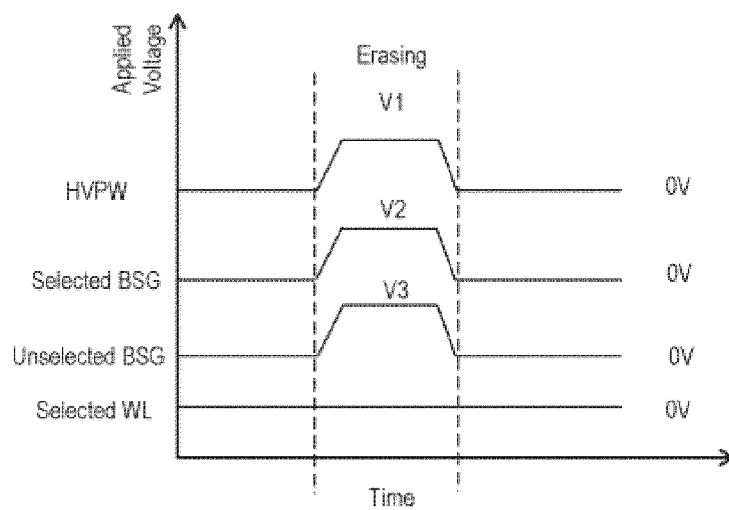 Applied
Voltage
Erasing
V1
HVPW
0V
V2
Selected BSG
0V
V3
Unselected BSG
0V
Selected WL
0V
Time